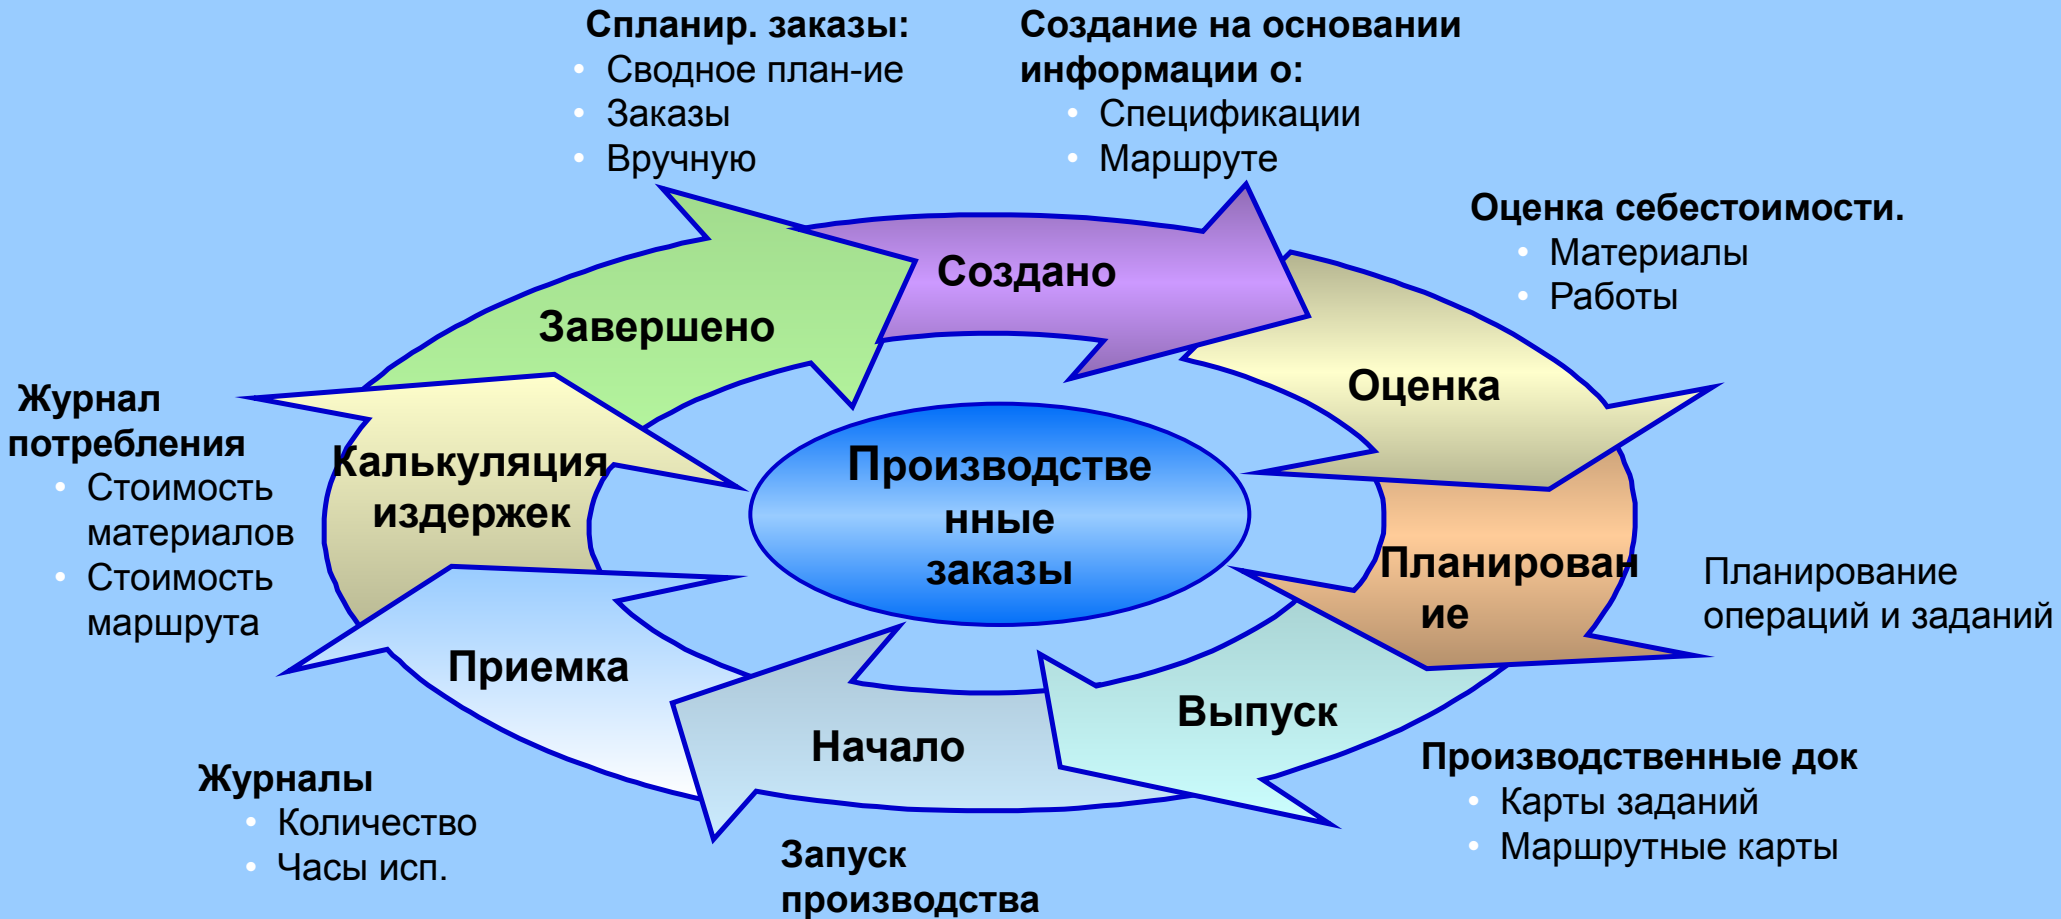 Спланир. заказы:
• Сводное план-ие
• Заказы
• Вручную
Создание на основании
информации о:
• Спецификации
• Маршруте
Оценка себестоимости.
• Материалы
• Работы
Создано
Завершено
Оценка
Журнал
потребления
• Стоимость
материалов
• Стоимость
маршрута
Калькуляция
издержек
Производстве
нные
заказы
Планирован
ие
Планирование
операций и заданий
Приемка
Начало
Выпуск
Журналы
• Количество
• Часы исп.
Запуск
производства
Производственные док
• Карты заданий
• Маршрутные карты